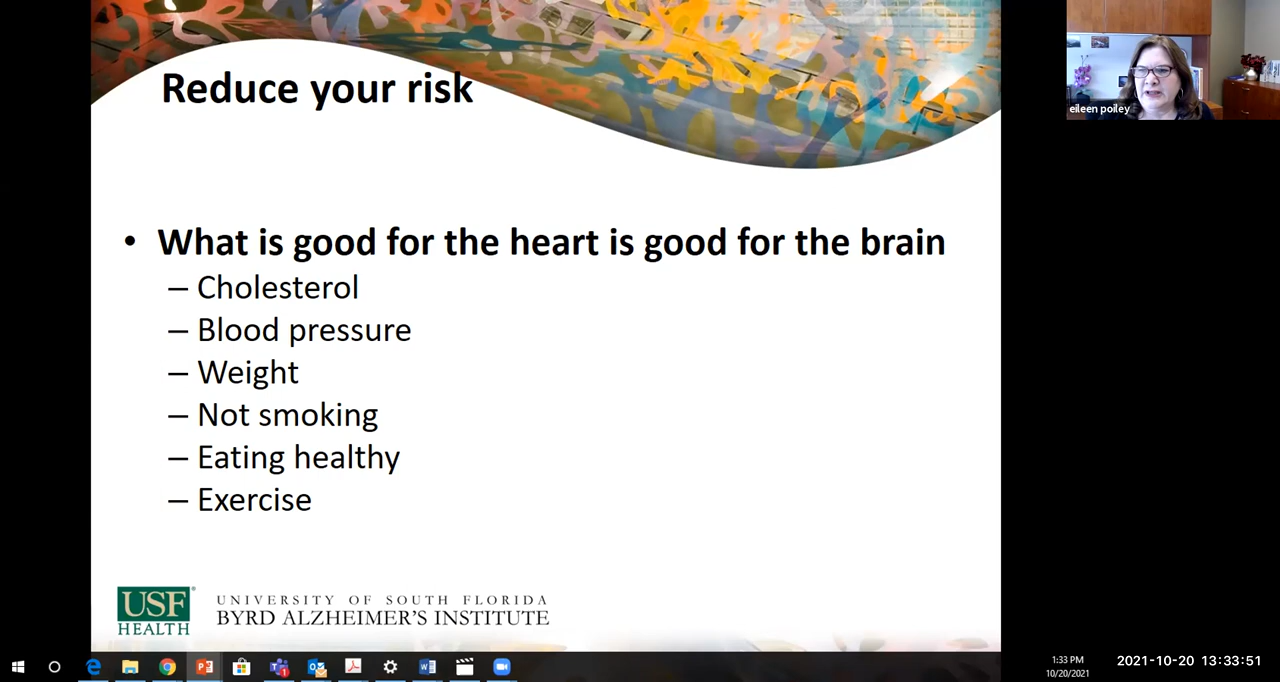 Reduce your risk
eileen poiley
• What is good for the heart is good for the brain
– Cholesterol
– Blood pressure
– Weight
– Not smoking
– Eating healthy
– Exercise
USF
HEALTH
UNIVERSITY OF SOUTH FLORIDA
BYRD ALZHEIMER'S INSTITUTE
1:33 PM
10/20/2021
2021-10-20 13:33:51